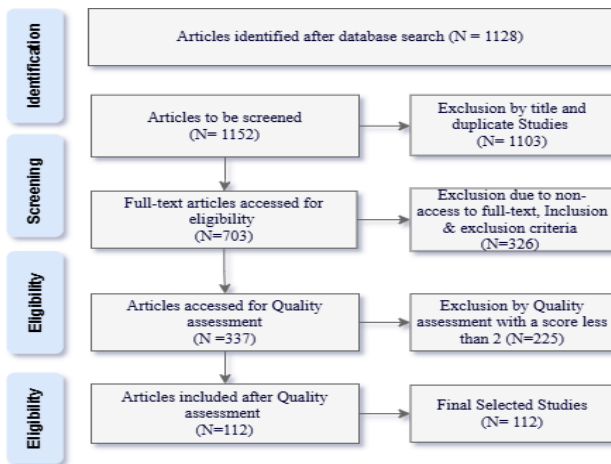 Identification
Articles identified after database search (N = 1128)
Articles to be screened
(N= 1152)
Exclusion by title and
duplicate Studies
(N= 1103)
Screening
Full-text articles accessed for
eligibility
(N=703)
Exclusion due to non-
access to full-text, Inclusion
& exclusion criteria
(N=326)
Eligibility
Articles accessed for Quality
assessment
(N =337)
Exclusion by Quality
assessment with a score less
than 2 (N=225)
Eligibility
Articles included after Quality
assessment
(N=112)
Final Selected Studies
(N= 112)